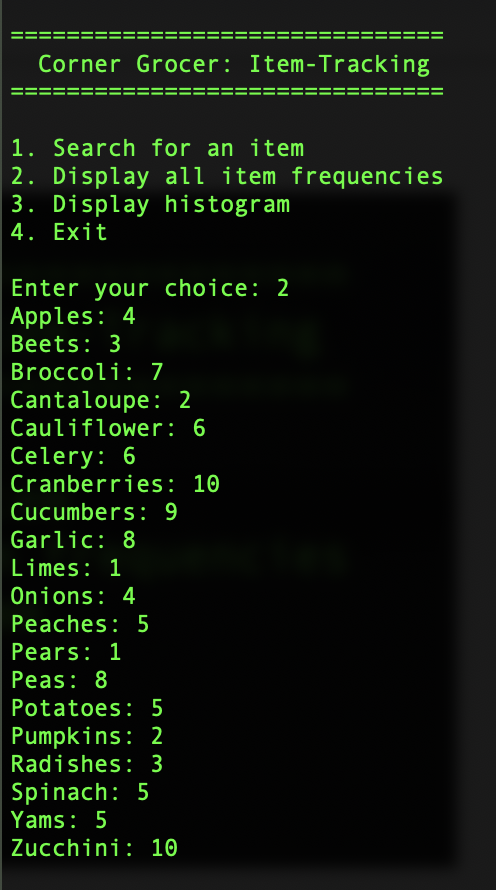 ===============================
Corner Grocer: Item-Tracking
===============================
1. Search for an item
2. Display all item frequencies
3. Display histogram
4. Exit
Enter your choice: 2
Apples: 4
Beets: 3
Broccoli: 7
Cantaloupe: 2
Cauliflower: 6
Celery: 6
Cranberries: 10
Cucumbers: 9
Garlic: 8
Limes: 1
Onions: 4
Peaches: 5
Pears: 1
Peas: 8
Potatoes: 5
Pumpkins: 2
Radishes: 3
Spinach: 5
Yams: 5
Zucchini: 10